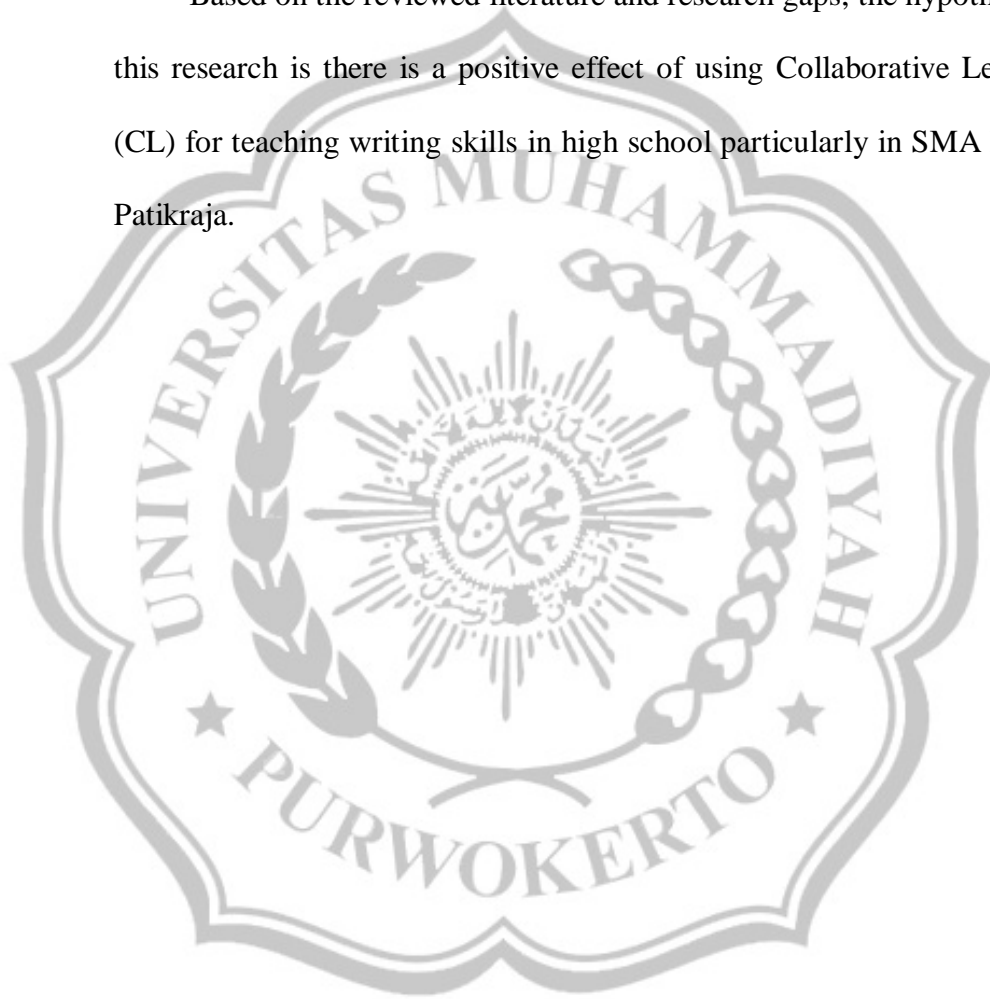 Based on the reviewed literature and research gaps, the hypoth
this research is there is a positive effect of using Collaborative Le
(CL) for teaching writing skills in high school particularly in SMA
Patikraja.
UNIVERSITAS MUHAMMADIYAH
PURWOKERTO